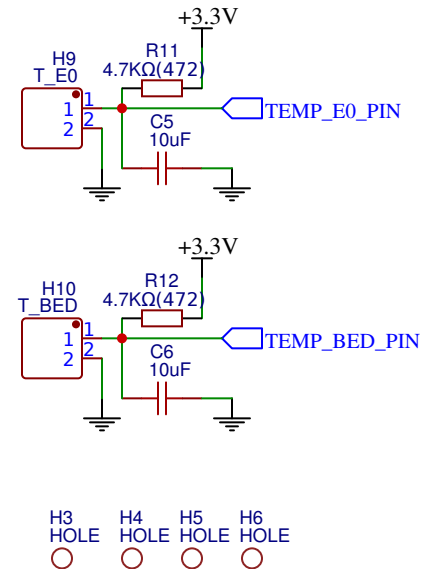 +3.3V
H9
T_E0
R11
4.7KΩ(472)
1
1
2
2
TEMP_E0_PIN
C5
10uF
+3.3V
H10
T_BED
R12
4.7KΩ(472)
1
1
2
2
TEMP_BED_PIN
C6
10uF
H3 H4 H5 H6
HOLE HOLE HOLE HOLE